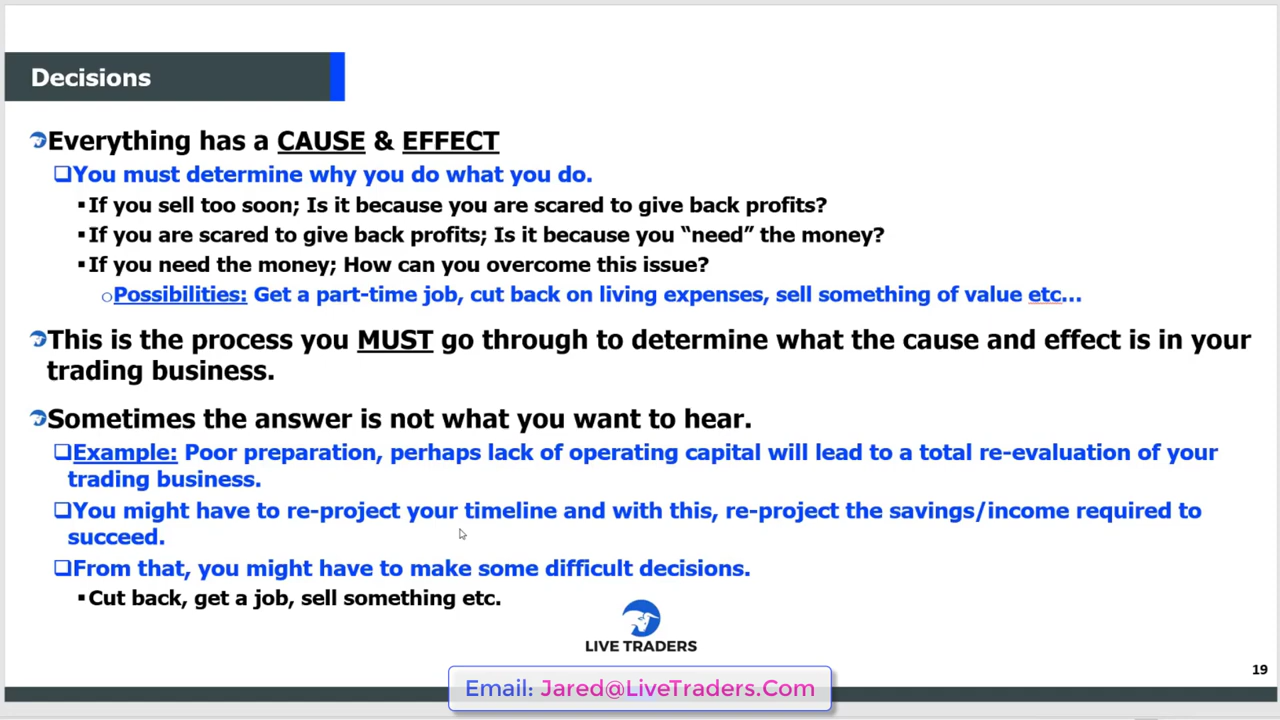 Decisions
Everything has a CAUSE & EFFECT
You must determine why you do what you do.
If you sell too soon; Is it because you are scared to give back profits?
If you are scared to give back profits; Is it because you “need” the money?
If you need the money; How can you overcome this issue?
Possibilities: Get a part-time job, cut back on living expenses, sell something of value etc…
This is the process you MUST go through to determine what the cause and effect is in your
trading business.
Sometimes the answer is not what you want to hear.
Example: Poor preparation, perhaps lack of operating capital will lead to a total re-evaluation of your
trading business.
You might have to re-project your timeline and with this, re-project the savings/income required to
succeed.
From that, you might have to make some difficult decisions.
Cut back, get a job, sell something etc.
LIVE TRADERS
19
Email: Jared@LiveTraders.Com